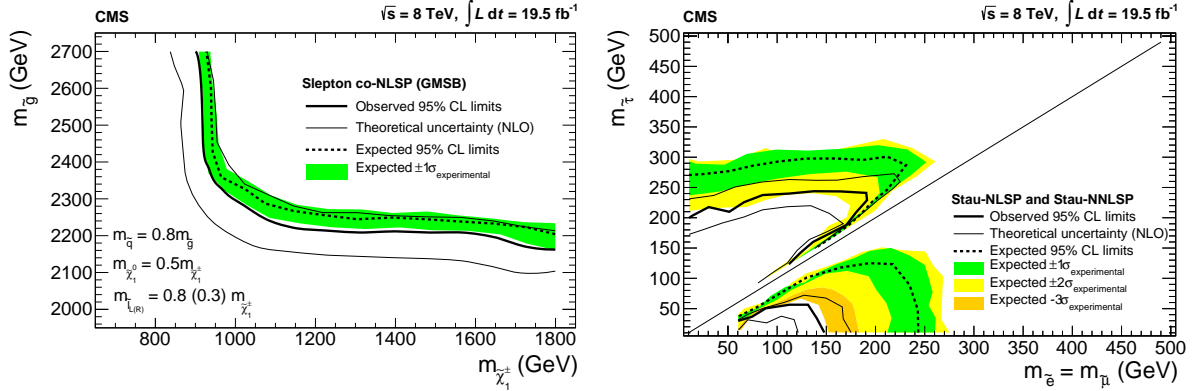 CMS
√s = 8 TeV, ∫ L dt = 19.5 fb⁻¹
m_g̃ (GeV)
2700
2600
2500
2400
2300
2200
2100
2000
Slepton co-NLSP (GMSB)
Observed 95% CL limits
Theoretical uncertainty (NLO)
Expected 95% CL limits
Expected ±1σ_experimental
m_q̃ = 0.8m_g̃
m_χ̃₁⁰ = 0.5m_χ̃₁±
m_l̃_L(R) = 0.8 (0.3) m_χ̃₁±
800 1000 1200 1400 1600 1800
m_χ̃₁± (GeV)
CMS
√s = 8 TeV, ∫ L dt = 19.5 fb⁻¹
m_τ̃ (GeV)
500
450
400
350
300
250
200
150
100
50
Stau-NLSP and Stau-NNLSP
Observed 95% CL limits
Theoretical uncertainty (NLO)
Expected 95% CL limits
Expected ±1σ_experimental
Expected ±2σ_experimental
Expected -3σ_experimental
50 100 150 200 250 300 350 400 450 500
m_ẽ = m_μ̃ (GeV)